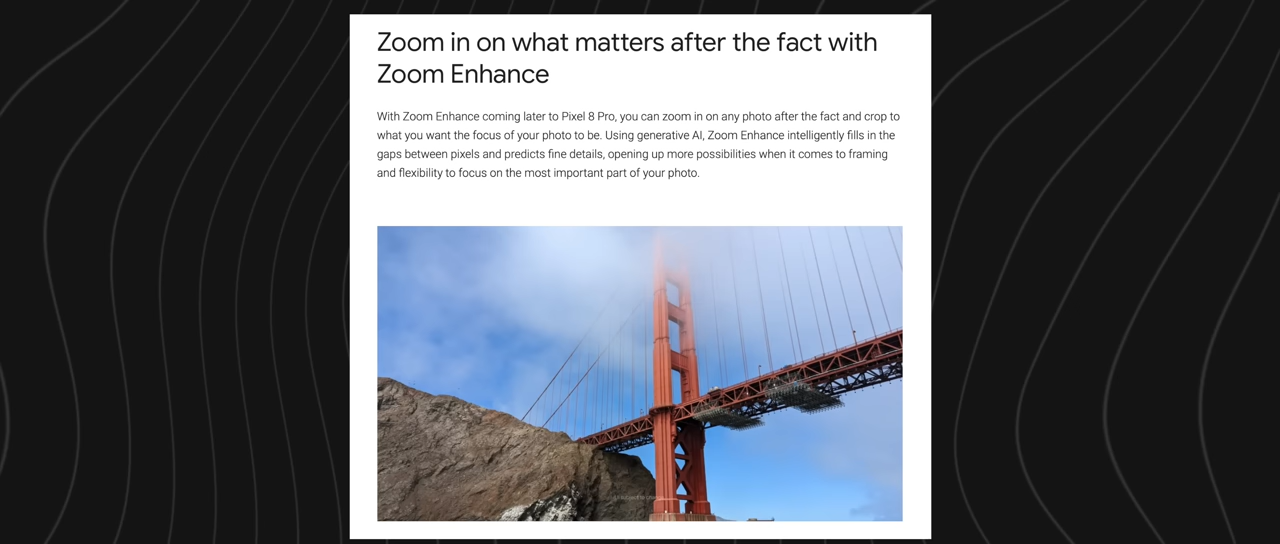 Zoom in on what matters after the fact with
Zoom Enhance
With Zoom Enhance coming later to Pixel 8 Pro, you can zoom in on any photo after the fact and crop to
what you want the focus of your photo to be. Using generative AI, Zoom Enhance intelligently fills in the
gaps between pixels and predicts fine details, opening up more possibilities when it comes to framing
and flexibility to focus on the most important part of your photo.